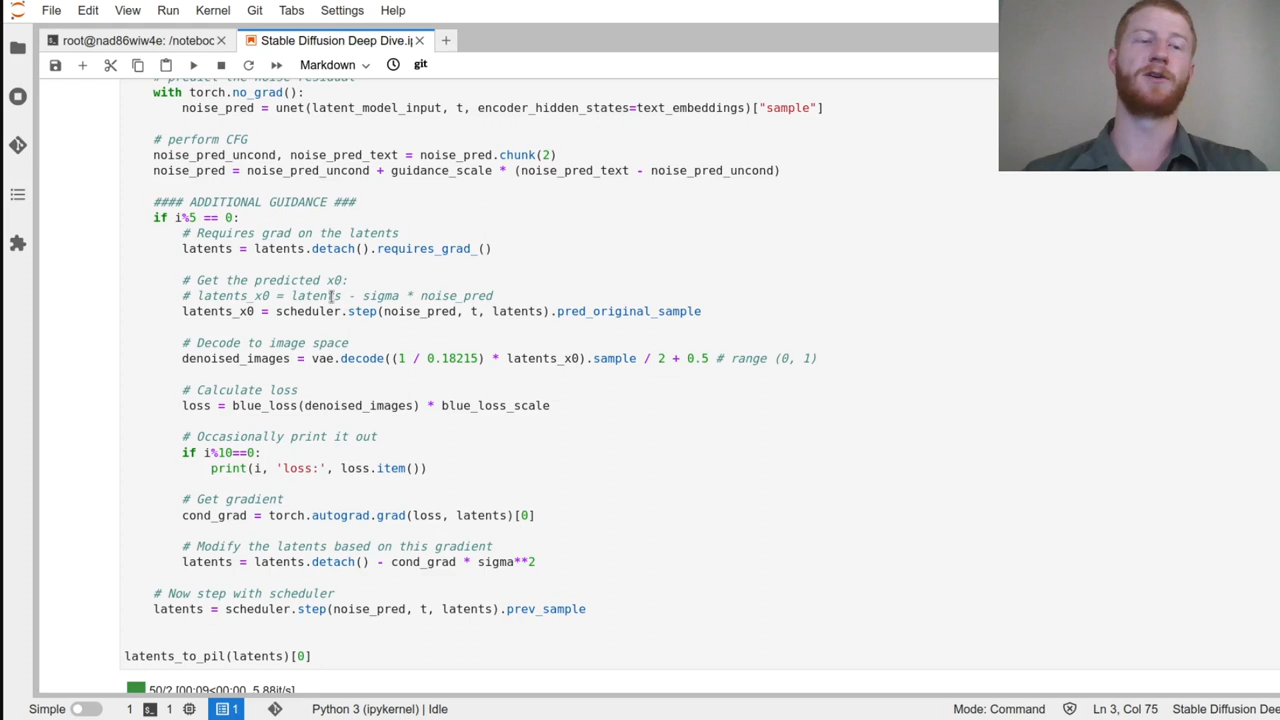 File Edit View Run Kernel Git Tabs Settings Help
root@nad86wiw4e: /noteboc
Stable Diffusion Deep Dive.i
Markdown
git
# predict the noise residual
with torch.no_grad():
noise_pred = unet(latent_model_input, t, encoder_hidden_states=text_embeddings)["sample"]
# perform CFG
noise_pred_uncond, noise_pred_text = noise_pred.chunk(2)
noise_pred = noise_pred_uncond + guidance_scale * (noise_pred_text - noise_pred_uncond)
#### ADDITIONAL GUIDANCE ###
if i%5 == 0:
# Requires grad on the latents
latents = latents.detach().requires_grad_()
# Get the predicted x0:
# latents_x0 = latents - sigma * noise_pred
latents_x0 = scheduler.step(noise_pred, t, latents).pred_original_sample
# Decode to image space
denoised_images = vae.decode((1 / 0.18215) * latents_x0).sample / 2 + 0.5 # range (0, 1)
# Calculate loss
loss = blue_loss(denoised_images) * blue_loss_scale
# Occasionally print it out
if i%10==0:
print(i, 'loss:', loss.item())
# Get gradient
cond_grad = torch.autograd.grad(loss, latents)[0]
# Modify the latents based on this gradient
latents = latents.detach() - cond_grad * sigma**2
# Now step with scheduler
latents = scheduler.step(noise_pred, t, latents).prev_sample
latents_to_pil(latents)[0]
50/? [00:09<00:00, 5.88it/s]
Simple 1 1 1 Python 3 (ipykernel) | Idle Mode: Command Ln 3, Col 75 Stable Diffusion Dee